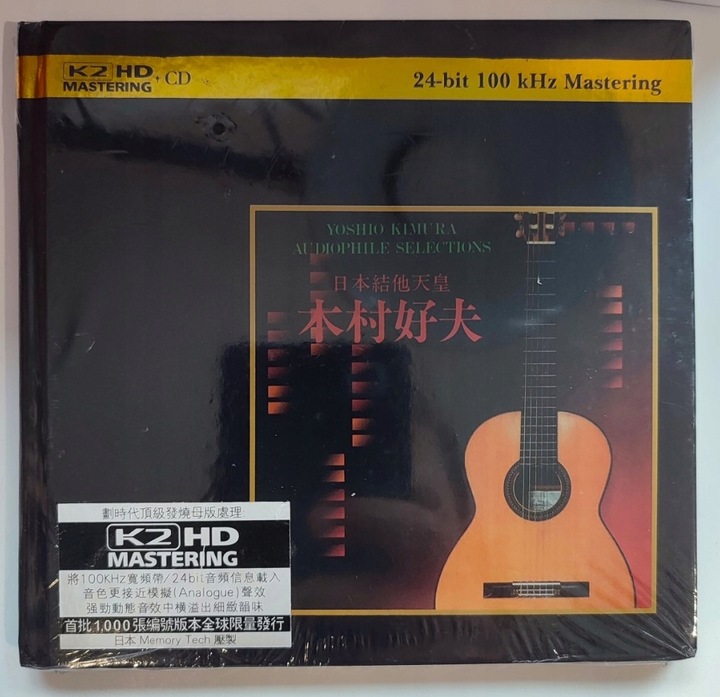 K2 HD MASTERING + CD
24-bit 100 kHz Mastering
YOSHIO KIMURA
AUDIOPHILE SELECTIONS
日本結他天皇
木村好夫
劃時代頂級發燒母版處理
K2 HD
MASTERING
將100KHz寬頻帶/24bit音頻信息載入
音色更接近模擬(Analogue)聲效
强勁動態音效中橫溢出細緻韻味
首批1,000張編號版本全球限量發行
日本Memory Tech 壓製